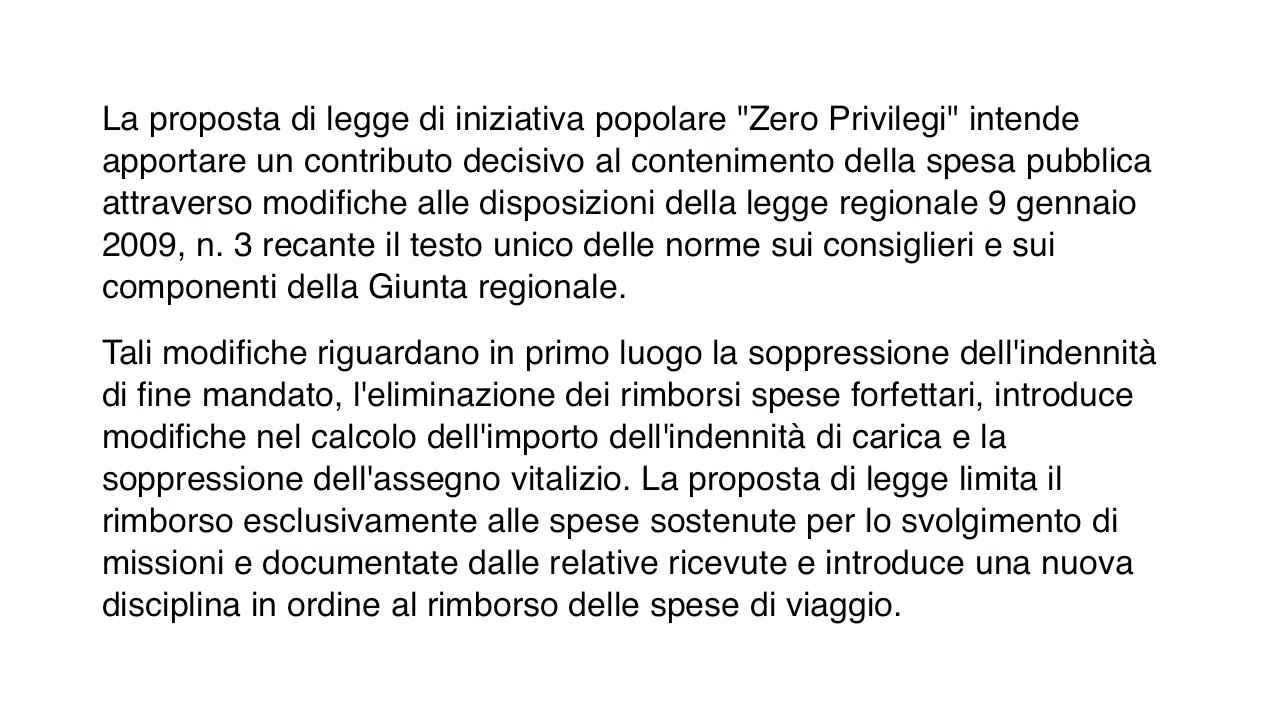 La proposta di legge di iniziativa popolare "Zero Privilegi" intende
apportare un contributo decisivo al contenimento della spesa pubblica
attraverso modifiche alle disposizioni della legge regionale 9 gennaio
2009, n. 3 recante il testo unico delle norme sui consiglieri e sui
componenti della Giunta regionale.
Tali modifiche riguardano in primo luogo la soppressione dell'indennità
di fine mandato, l'eliminazione dei rimborsi spese forfettari, introduce
modifiche nel calcolo dell'importo dell'indennità di carica e la
soppressione dell'assegno vitalizio. La proposta di legge limita il
rimborso esclusivamente alle spese sostenute per lo svolgimento di
missioni e documentate dalle relative ricevute e introduce una nuova
disciplina in ordine al rimborso delle spese di viaggio.